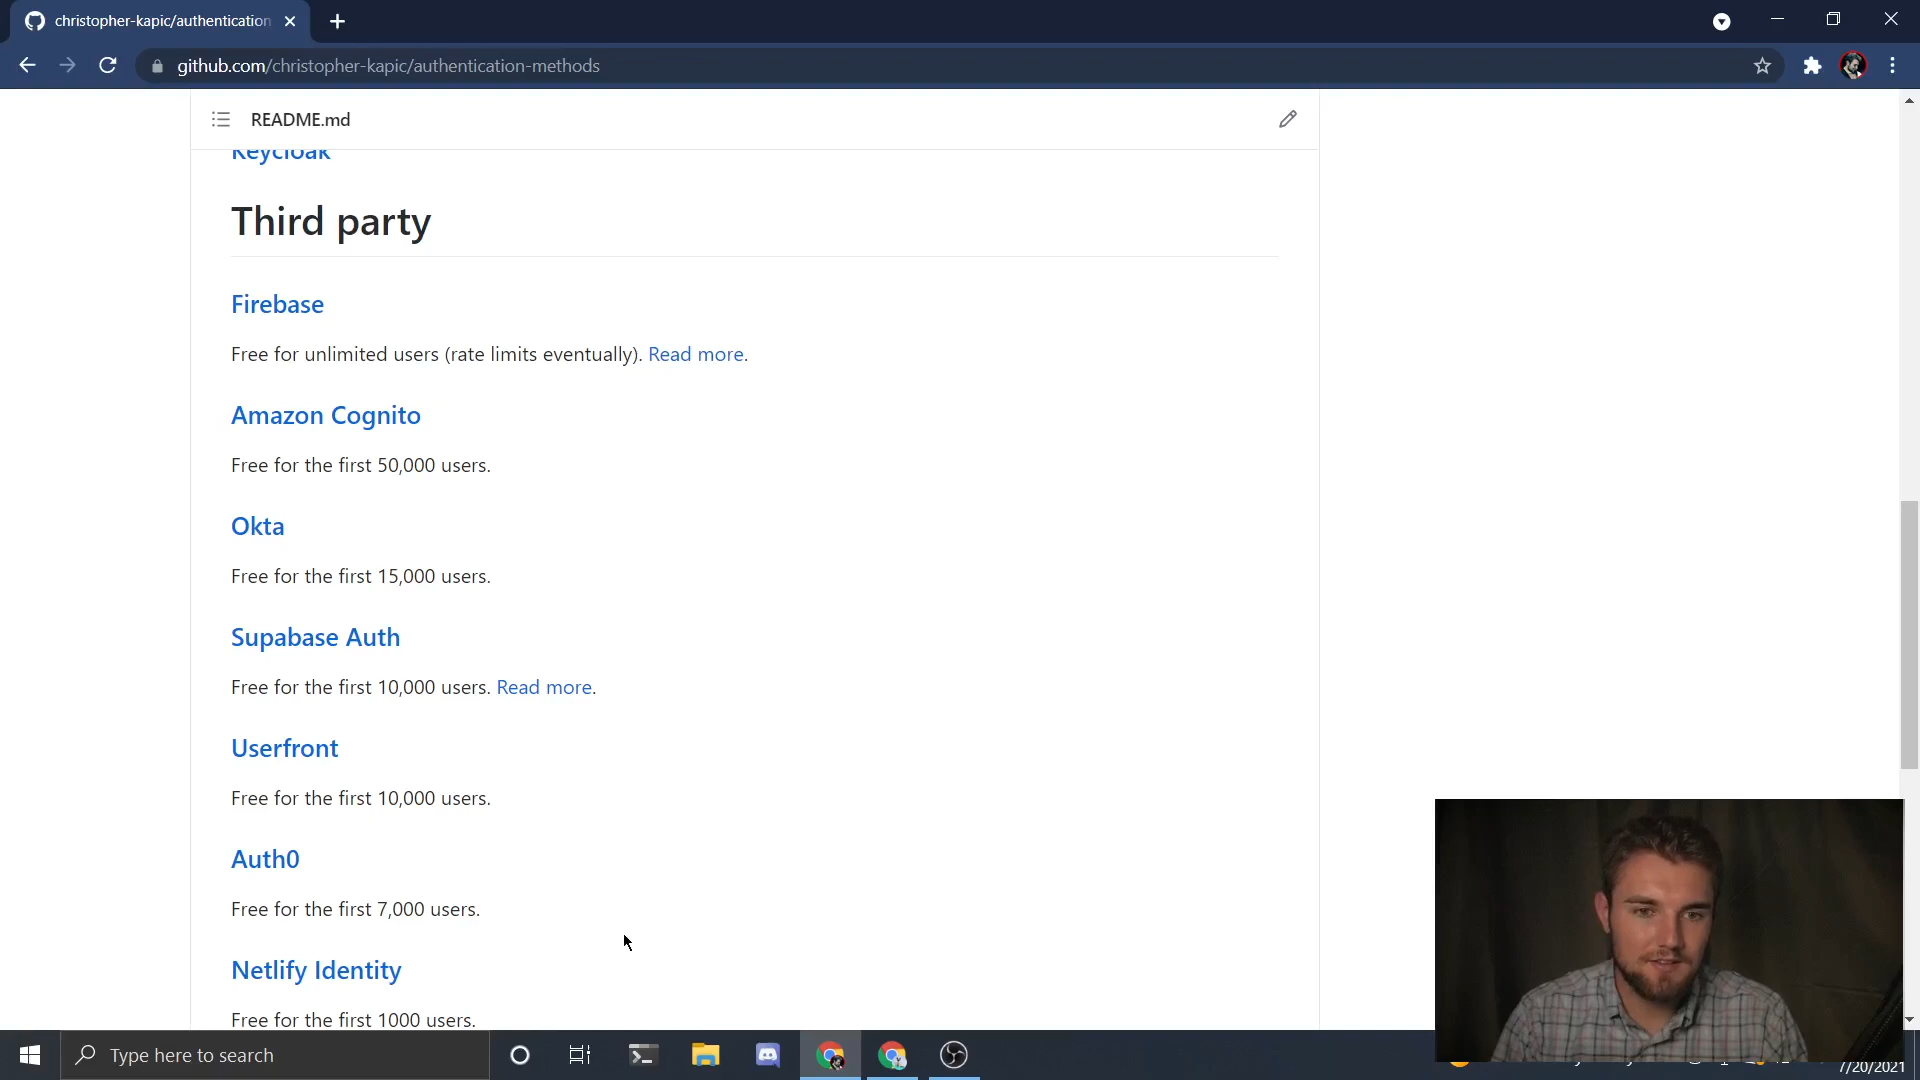 christopher-kapic/authentication
github.com/christopher-kapic/authentication-methods
README.md
Keycloak
Third party
Firebase
Free for unlimited users (rate limits eventually). Read more.
Amazon Cognito
Free for the first 50,000 users.
Okta
Free for the first 15,000 users.
Supabase Auth
Free for the first 10,000 users. Read more.
Userfront
Free for the first 10,000 users.
Auth0
Free for the first 7,000 users.
Netlify Identity
Free for the first 1000 users.
Type here to search
7/20/2021